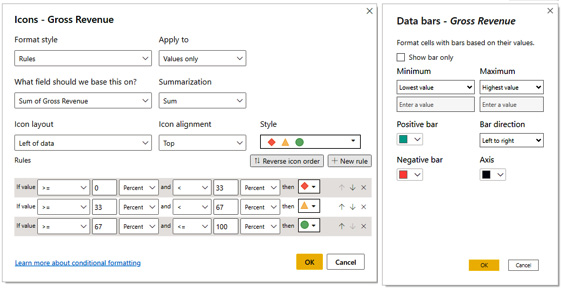 Icons - Gross Revenue
Format style
Apply to
Rules
Values only
What field should we base this on?
Summarization
Sum of Gross Revenue
Sum
Icon layout
Icon alignment
Style
Left of data
Top
Rules
Reverse icon order
+ New rule
If value >= 0 Percent and < 33 Percent then
If value >= 33 Percent and < 67 Percent then
If value >= 67 Percent and <= 100 Percent then
Learn more about conditional formatting
OK
Cancel
Data bars - Gross Revenue
Format cells with bars based on their values.
Show bar only
Minimum
Maximum
Lowest value
Highest value
Enter a value
Enter a value
Positive bar
Bar direction
Left to right
Negative bar
Axis
OK
Cancel